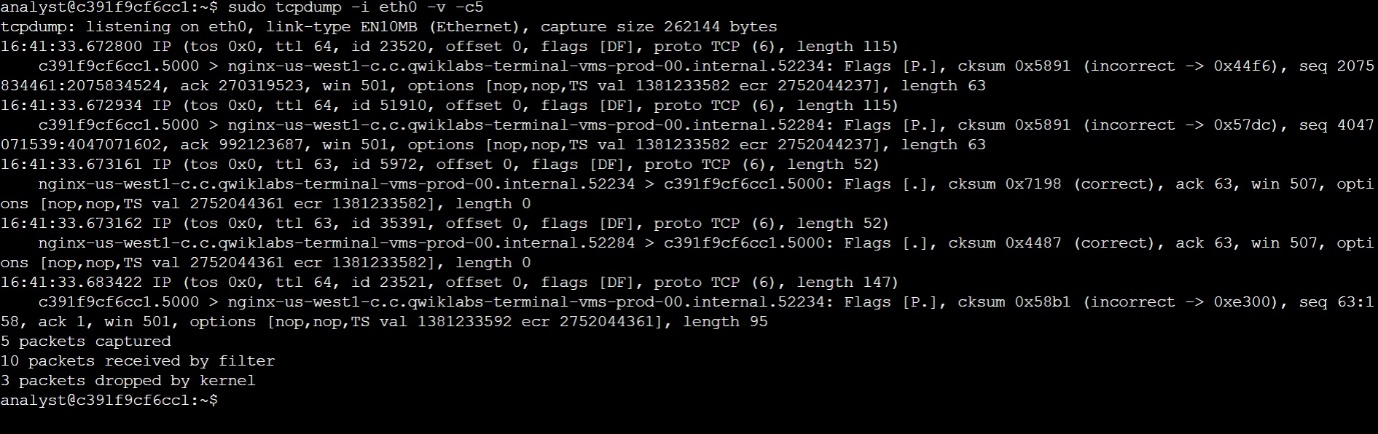 analyst@c391f9cf6cc1:~$ sudo tcpdump -i eth0 -v -c5
tcpdump: listening on eth0, link-type EN10MB (Ethernet), capture size 262144 bytes
16:41:33.672800 IP (tos 0x0, ttl 64, id 23520, offset 0, flags [DF], proto TCP (6), length 115)
    c391f9cf6cc1.5000 > nginx-us-west1-c.c.qwiklabs-terminal-vms-prod-00.internal.52234: Flags [P.], cksum 0x5891 (incorrect -> 0x44f6), seq 2075
834461:2075834524, ack 270319523, win 501, options [nop,nop,TS val 1381233582 ecr 2752044237], length 63
16:41:33.672934 IP (tos 0x0, ttl 64, id 51910, offset 0, flags [DF], proto TCP (6), length 115)
    c391f9cf6cc1.5000 > nginx-us-west1-c.c.qwiklabs-terminal-vms-prod-00.internal.52284: Flags [P.], cksum 0x5891 (incorrect -> 0x57dc), seq 4047
071539:4047071602, ack 992123687, win 501, options [nop,nop,TS val 1381233582 ecr 2752044237], length 63
16:41:33.673161 IP (tos 0x0, ttl 63, id 5972, offset 0, flags [DF], proto TCP (6), length 52)
    nginx-us-west1-c.c.qwiklabs-terminal-vms-prod-00.internal.52234 > c391f9cf6cc1.5000: Flags [.], cksum 0x7198 (correct), ack 63, win 507, opti
ons [nop,nop,TS val 2752044361 ecr 1381233582], length 0
16:41:33.673162 IP (tos 0x0, ttl 63, id 35391, offset 0, flags [DF], proto TCP (6), length 52)
    nginx-us-west1-c.c.qwiklabs-terminal-vms-prod-00.internal.52284 > c391f9cf6cc1.5000: Flags [.], cksum 0x4487 (correct), ack 63, win 507, opti
ons [nop,nop,TS val 2752044361 ecr 1381233582], length 0
16:41:33.683422 IP (tos 0x0, ttl 64, id 23521, offset 0, flags [DF], proto TCP (6), length 147)
    c391f9cf6cc1.5000 > nginx-us-west1-c.c.qwiklabs-terminal-vms-prod-00.internal.52234: Flags [P.], cksum 0x58b1 (incorrect -> 0xe300), seq 63:1
58, ack 1, win 501, options [nop,nop,TS val 1381233592 ecr 2752044361], length 95
5 packets captured
10 packets received by filter
3 packets dropped by kernel
analyst@c391f9cf6cc1:~$